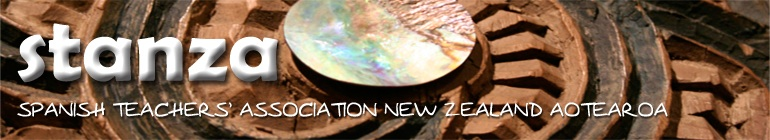 stanza
SPANISH TEACHERS' ASSOCIATION NEW ZEALAND AOTEAROA